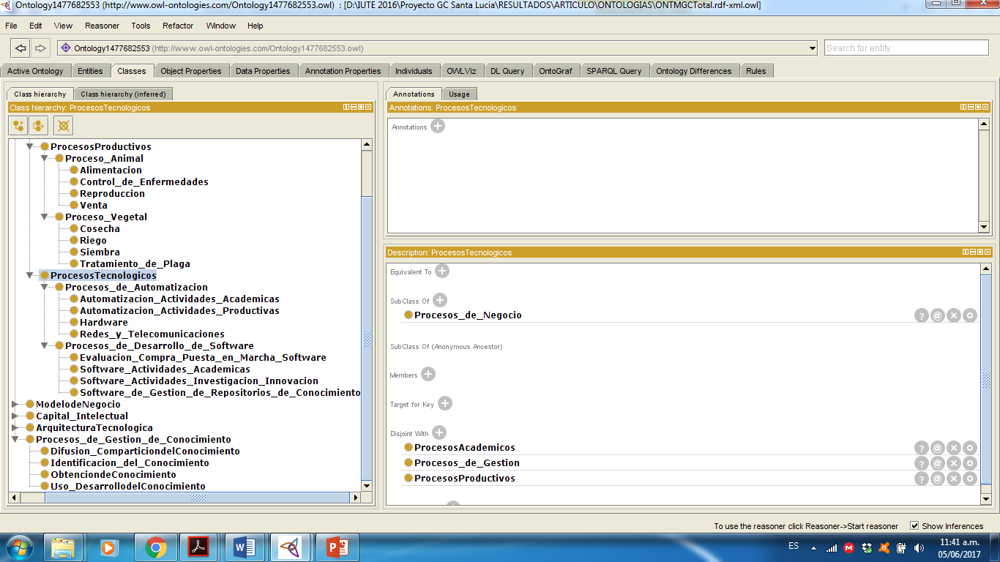 Ontology1477682553 (http://www.owl-ontologies.com/Ontology1477682553.owl) : [D:\IUTE 2016\Proyecto GC Santa Lucia\RESULTADOS\ARTICULO\ONTOLOGIAS\ONTMGCTotal.rdf-xml.owl]
File Edit View Reasoner Tools Refactor Window Help
Ontology1477682553 (http://www.owl-ontologies.com/Ontology1477682553.owl)
Search for entity
Active Ontology Entities Classes Object Properties Data Properties Annotation Properties Individuals OWLViz DL Query OntoGraf SPARQL Query Ontology Differences Rules
Class hierarchy Class hierarchy (inferred)
Class hierarchy: ProcesosTecnologicos
ProcesosProductivos
Proceso_Animal
Alimentacion
Control_de_Enfermedades
Reproduccion
Venta
Proceso_Vegetal
Cosecha
Riego
Siembra
Tratamiento_de_Plaga
ProcesosTecnologicos
Procesos_de_Automatizacion
Automatizacion_Actividades_Academicas
Automatizacion_Actividades_Productivas
Hardware
Redes_y_Telecomunicaciones
Procesos_de_Desarrollo_de_Software
Evaluacion_Compra_Puesta_en_Marcha_Software
Software_Actividades_Academicas
Software_Actividades_Investigacion_Innovacion
Software_de_Gestion_de_Repositorios_de_Conocimiento
ModelodeNegocio
Capital_Intelectual
ArquitecturaTecnologica
Procesos_de_Gestion_de_Conocimiento
Difusion_ComparticiondelConocimiento
Identificacion_del_Conocimiento
ObtenciondeConocimiento
Uso_DesarrollodelConocimiento
Annotations Usage
Annotations: ProcesosTecnologicos
Annotations
Description: ProcesosTecnologicos
Equivalent To
SubClass Of
Procesos_de_Negocio
SubClass Of (Anonymous Ancestor)
Members
Target for Key
Disjoint With
ProcesosAcademicos
Procesos_de_Gestion
ProcesosProductivos
To use the reasoner click Reasoner->Start reasoner Show Inferences
ES
11:41 a.m.
05/06/2017